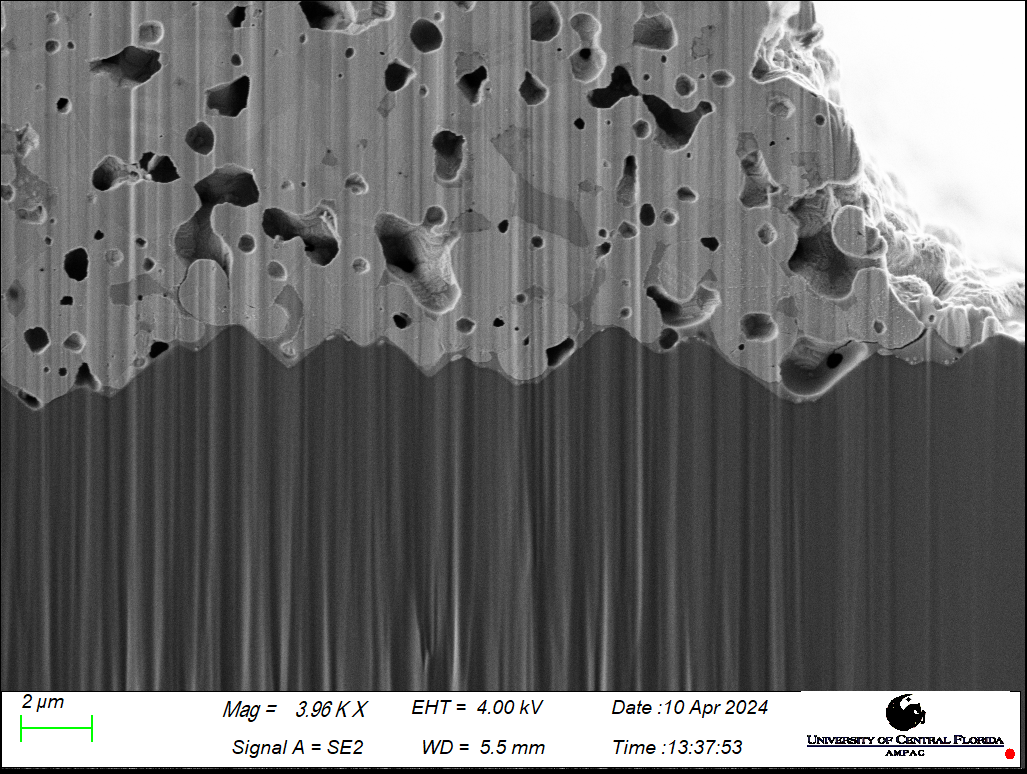 2 µm
Mag = 3.96 K X EHT = 4.00 kV Date :10 Apr 2024
Signal A = SE2 WD = 5.5 mm Time :13:37:53
University of Central Florida
AMPAC